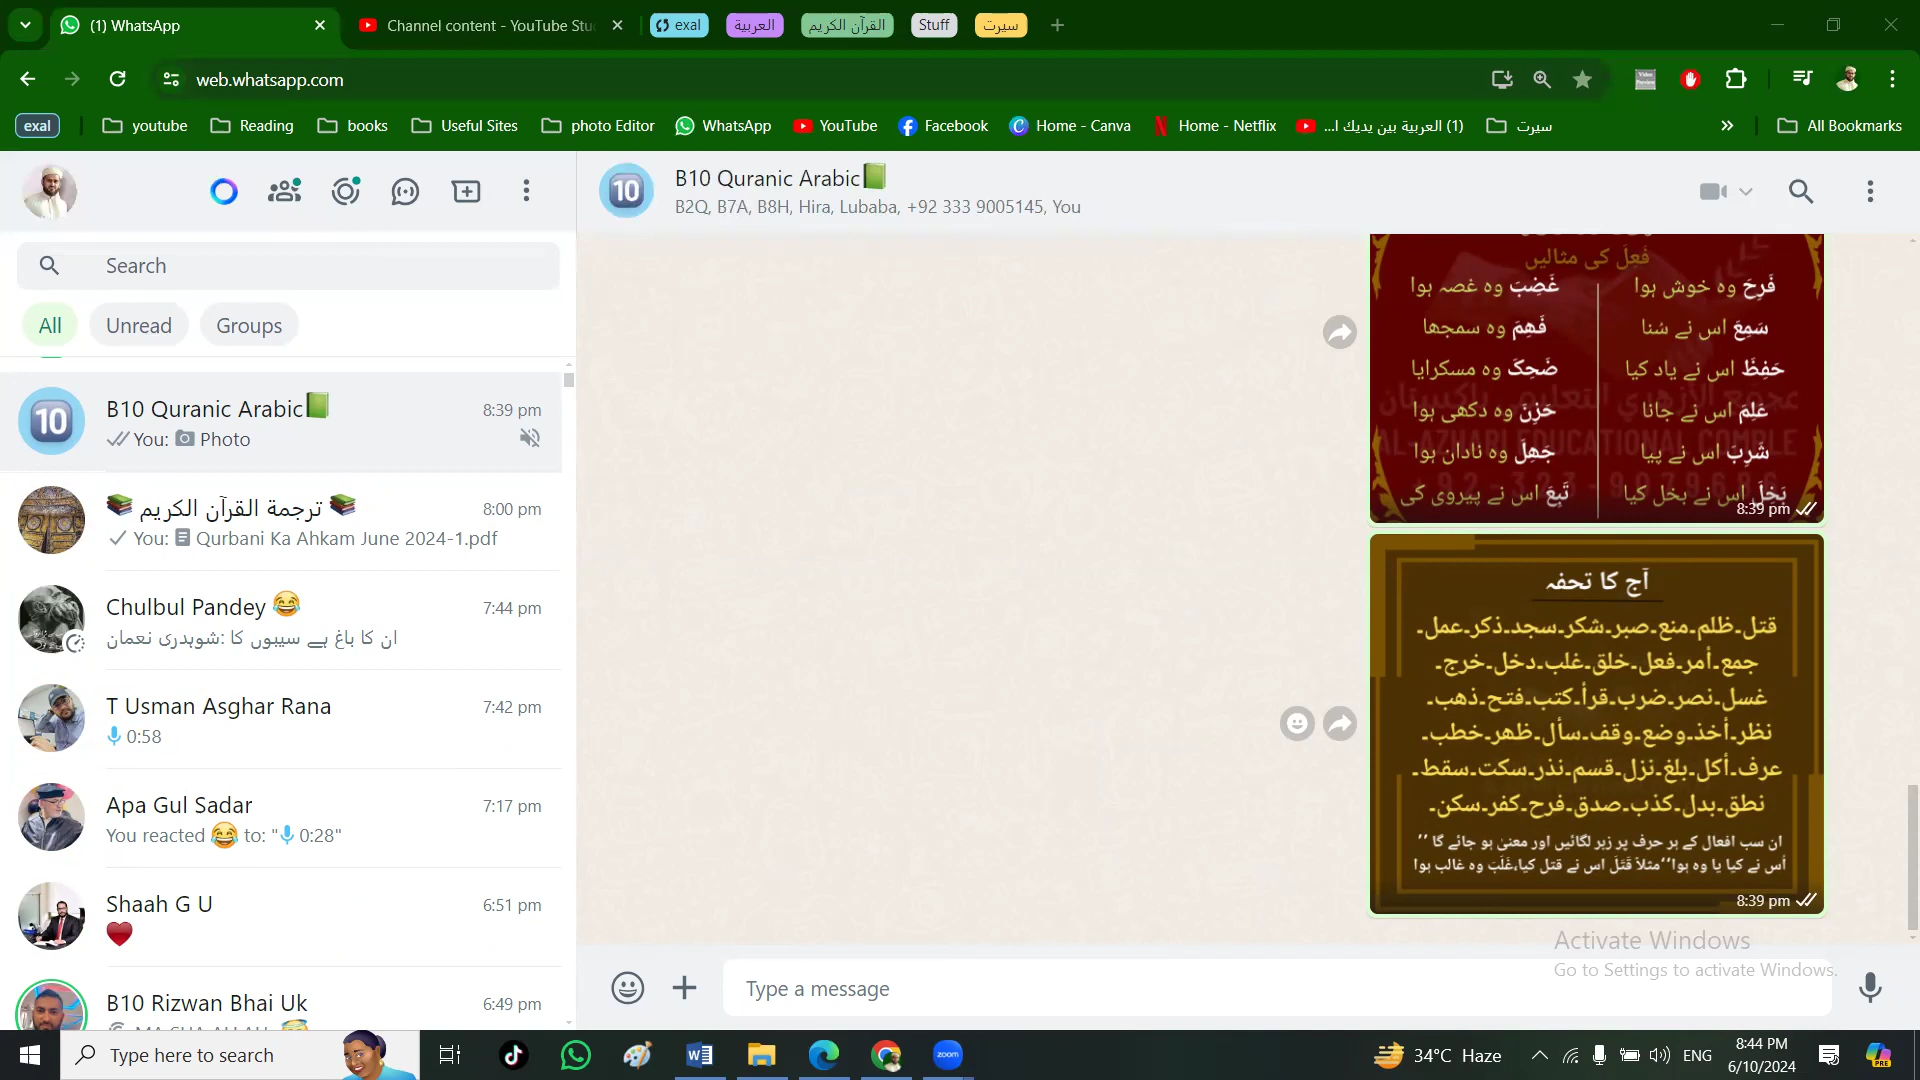 (1) WhatsApp
Channel content - YouTube Stu
exal
العربية
القرآن الكريم
Stuff
سيرت
web.whatsapp.com
exal
youtube
Reading
books
Useful Sites
photo Editor
WhatsApp
YouTube
Facebook
Home - Canva
Home - Netflix
(1) العربية بين يديك ا...
سيرت
All Bookmarks
Search
All
Unread
Groups
B10 Quranic Arabic
8:39 pm
You: Photo
ترجمة القرآن الكريم
8:00 pm
You: Qurbani Ka Ahkam June 2024-1.pdf
Chulbul Pandey
7:44 pm
ان کا باغ ہے سیبوں کا :شوہدری نعمان
T Usman Asghar Rana
7:42 pm
0:58
Apa Gul Sadar
7:17 pm
You reacted 😂 to: "0:28"
Shaah G U
6:51 pm
B10 Rizwan Bhai Uk
6:49 pm
10 B10 Quranic Arabic
B2Q, B7A, B8H, Hira, Lubaba, +92 333 9005145, You
فَعِلَ کی مثالیں
فَرِحَ وہ خوش ہوا
غَضِبَ وہ غصہ ہوا
سَمِعَ اس نے سُنا
فَهِمَ وہ سمجھا
حَفِظَ اس نے یاد کیا
ضَحِكَ وہ مسکرایا
عَلِمَ اس نے جانا
حَزِنَ وہ دکھی ہوا
شَرِبَ اس نے پیا
جَهِلَ وہ نادان ہوا
بَخِلَ اس نے بخل کیا
تَبِعَ اس نے پیروی کی
8:39 pm
آج کا تحفہ
قتل۔ظلم۔منع۔صبر۔شکر۔سجد۔ذکر۔عمل۔
جمع۔أمر۔فعل۔خلق۔غلب۔دخل۔خرج۔
غسل۔نصر۔ضرب۔قرأ۔کتب۔فتح۔ذهب۔
نظر۔أخذ۔وضع۔وقف۔سأل۔ظهر۔خطب۔
عرف۔أکل۔بلغ۔نزل۔قسم۔نذر۔سکت۔سقط۔
نطق۔بدل۔کذب۔صدق۔فرح۔کفر۔سکن۔
ان سب افعال کے ہر حرف پر زبر لگائیں اور معنیٰ ہو جائے گا ‘‘
اُس نے کیا یا وہ ہوا‘‘مثلاً قَتَلَ اس نے قتل کیا،غَلَبَ وہ غالب ہوا
8:39 pm
Activate Windows
Go to Settings to activate Windows.
Type a message
Type here to search
zoom
34°C Haze
ENG
8:44 PM
6/10/2024